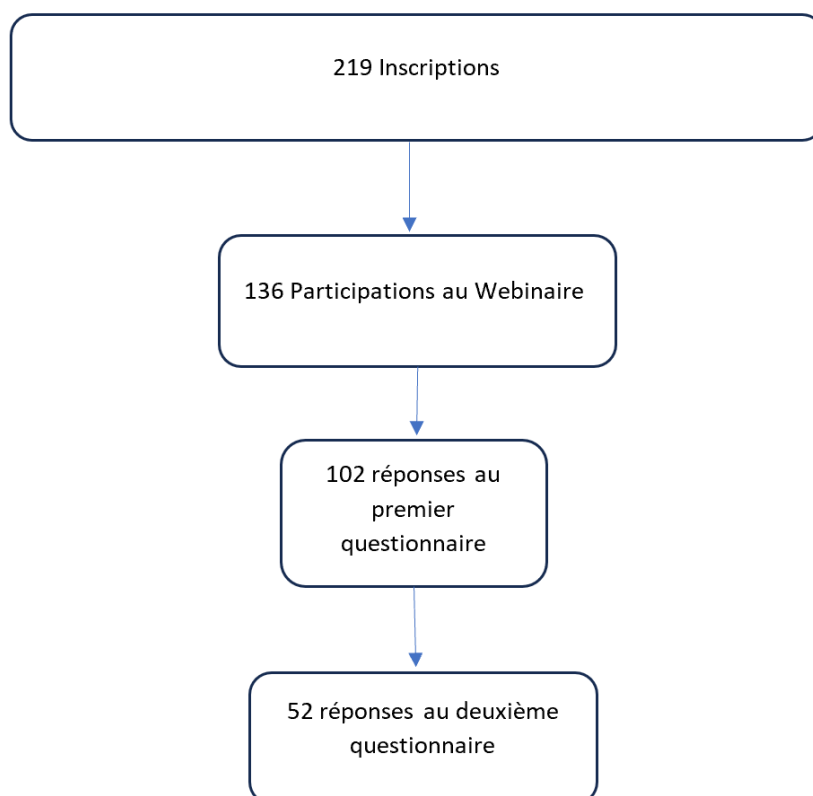 219 Inscriptions
136 Participations au Webinaire
102 réponses au
premier
questionnaire
52 réponses au deuxième
questionnaire